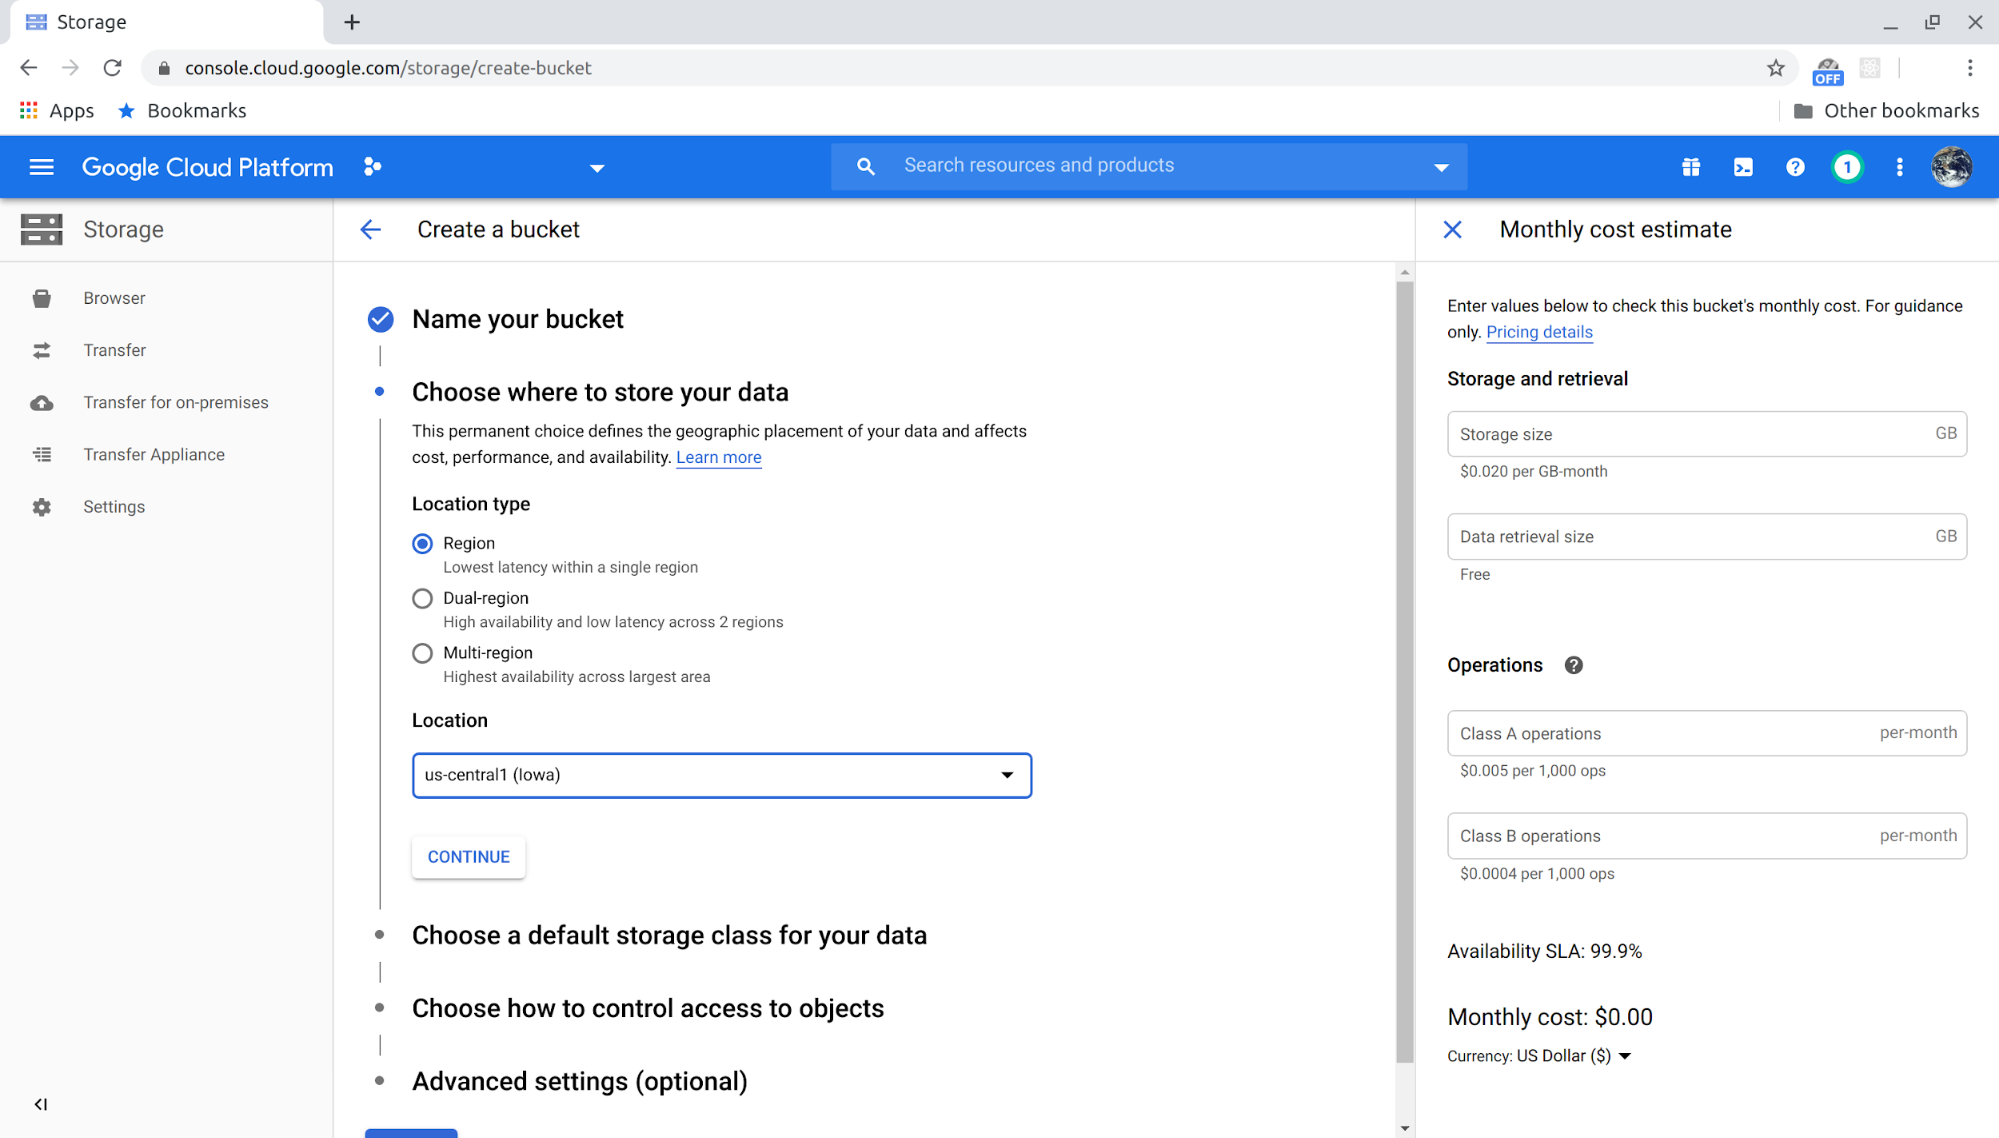 Storage
console.cloud.google.com/storage/create-bucket
OFF
Apps
Bookmarks
Other bookmarks
Google Cloud Platform
Search resources and products
1
Storage
Create a bucket
Monthly cost estimate
Browser
Transfer
Transfer for on-premises
Transfer Appliance
Settings
Name your bucket
Choose where to store your data
This permanent choice defines the geographic placement of your data and affects
cost, performance, and availability. Learn more
Location type
Region
Lowest latency within a single region
Dual-region
High availability and low latency across 2 regions
Multi-region
Highest availability across largest area
Location
us-central1 (Iowa)
CONTINUE
Choose a default storage class for your data
Choose how to control access to objects
Advanced settings (optional)
Enter values below to check this bucket's monthly cost. For guidance
only. Pricing details
Storage and retrieval
Storage size GB
$0.020 per GB-month
Data retrieval size GB
Free
Operations
Class A operations per-month
$0.005 per 1,000 ops
Class B operations per-month
$0.0004 per 1,000 ops
Availability SLA: 99.9%
Monthly cost: $0.00
Currency: US Dollar ($)